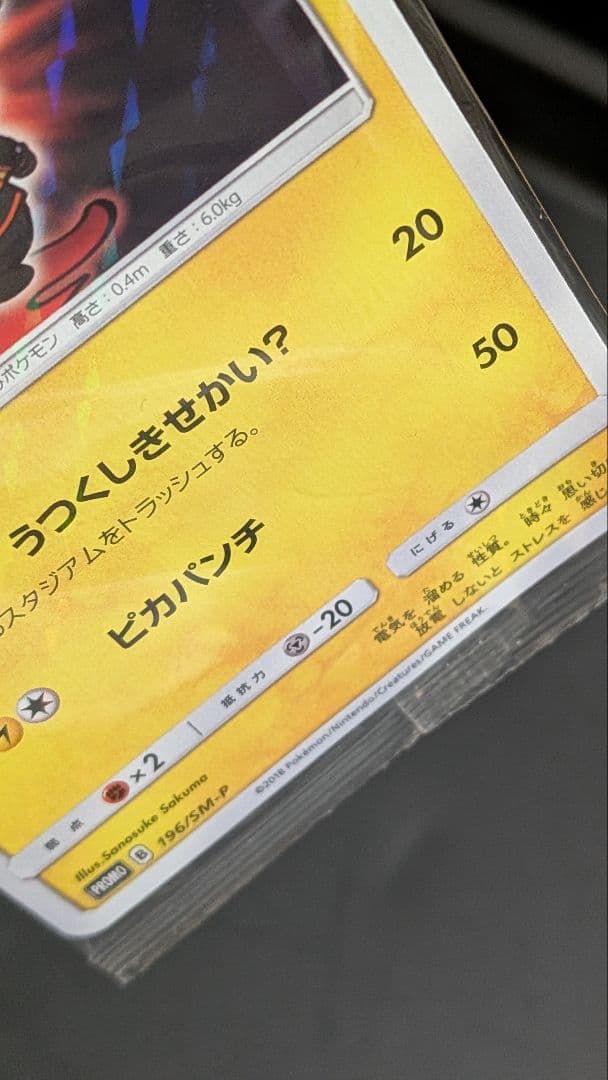 ポケモン 高さ：0.4m 重さ：6.0kg
うつくしきせかい？ 20
スタジアムをトラッシュする。
ピカパンチ 50
弱点 ×2 抵抗力 -20 にげる
Illus.Sanosuke Sakuma
PROMO B 196/SM-P
電気を 溜める 性質。 時々 思い切
放電 しないと ストレスを 感じ
©2018 Pokémon/Nintendo/Creatures/GAME FREAK.